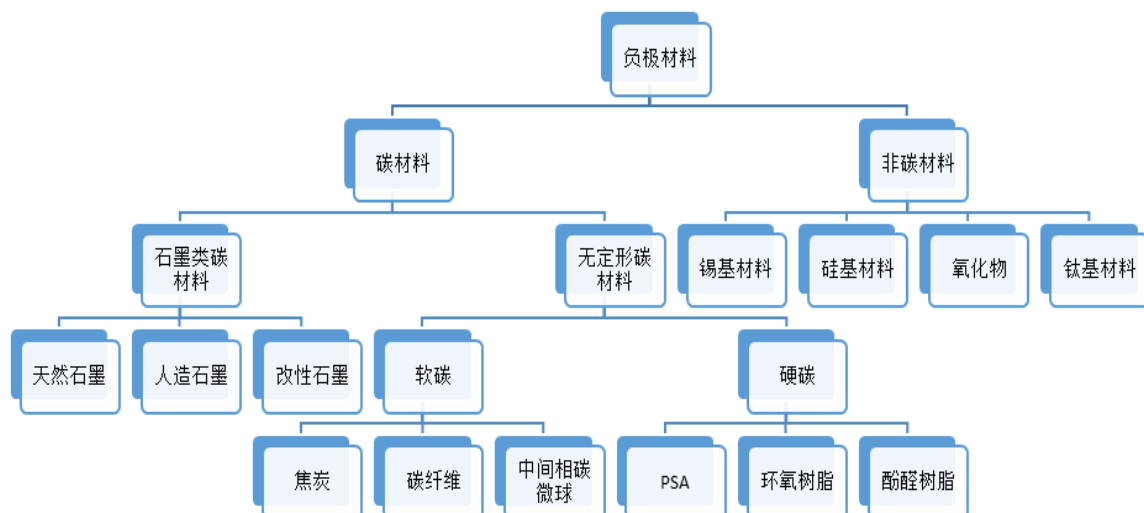 负极材料
碳材料
非碳材料
石墨类碳
材料
无定形碳
材料
锡基材料
硅基材料
氧化物
钛基材料
天然石墨
人造石墨
改性石墨
软碳
硬碳
焦炭
碳纤维
中间相碳
微球
PSA
环氧树脂
酚醛树脂